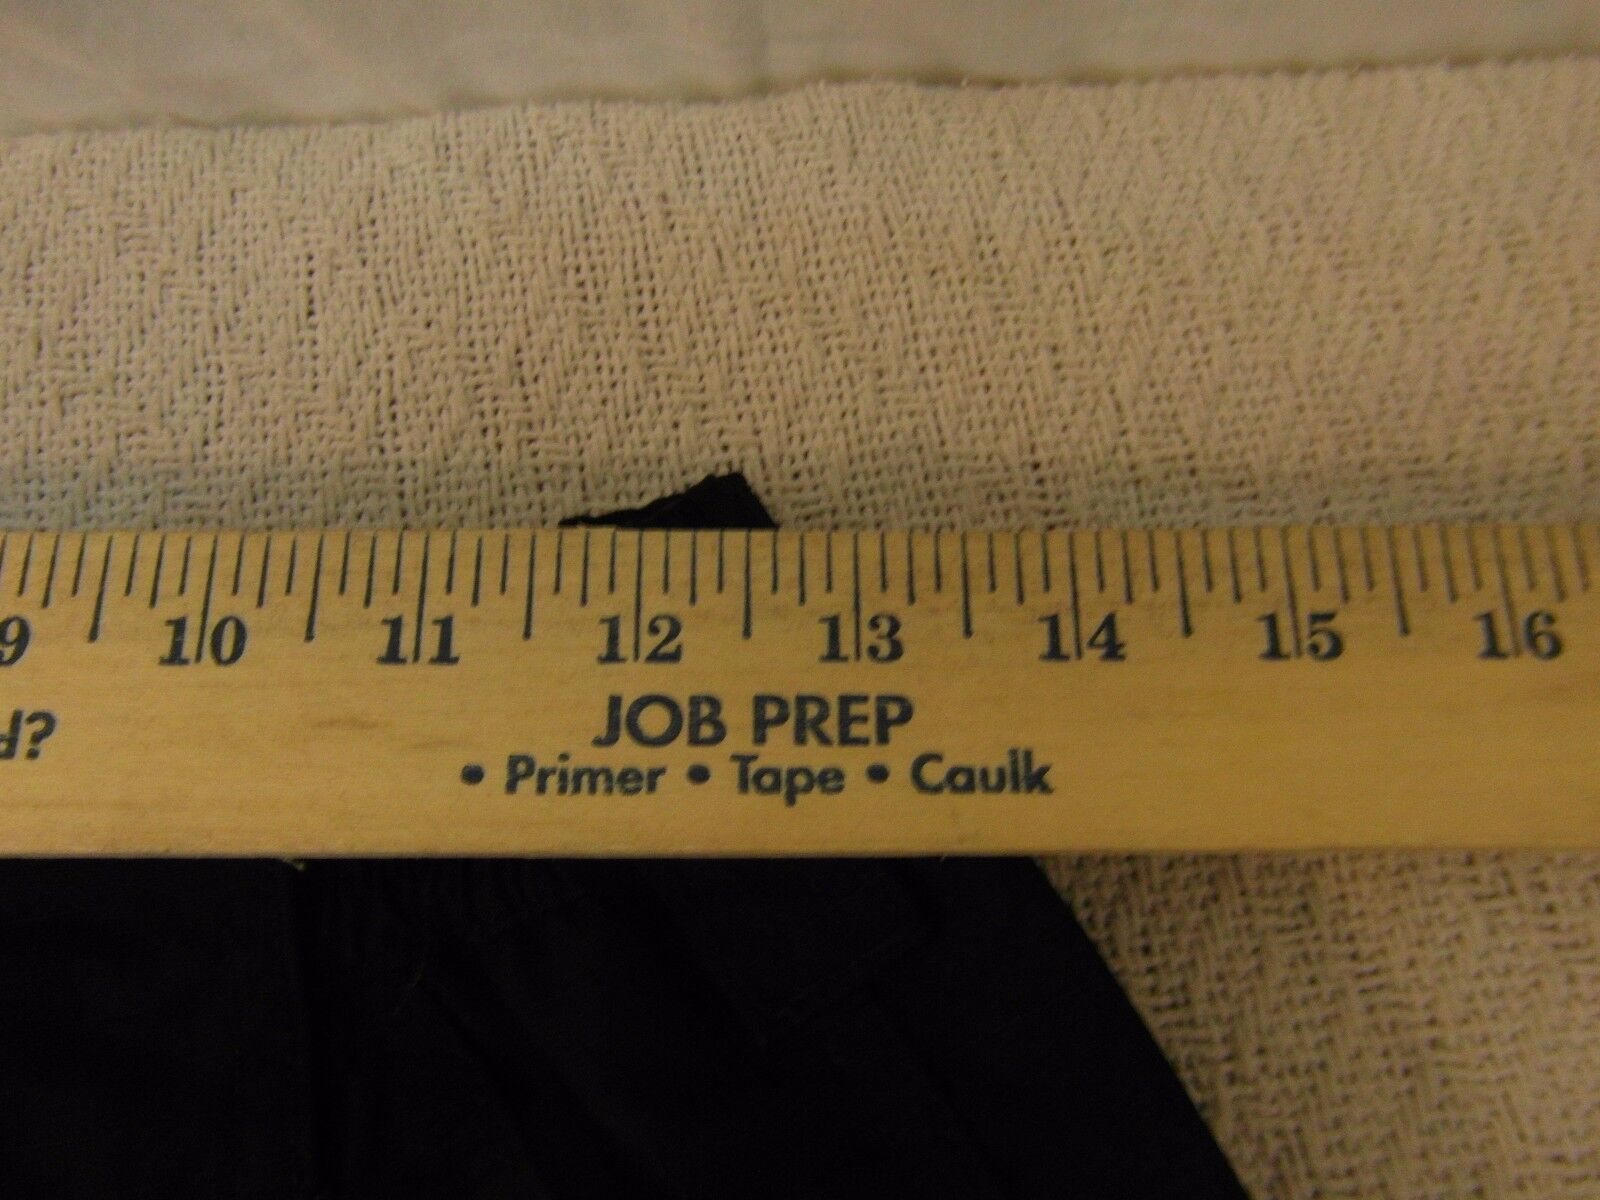 9 10 11 12 13 14 15 16
d?
JOB PREP
• Primer • Tape • Caulk